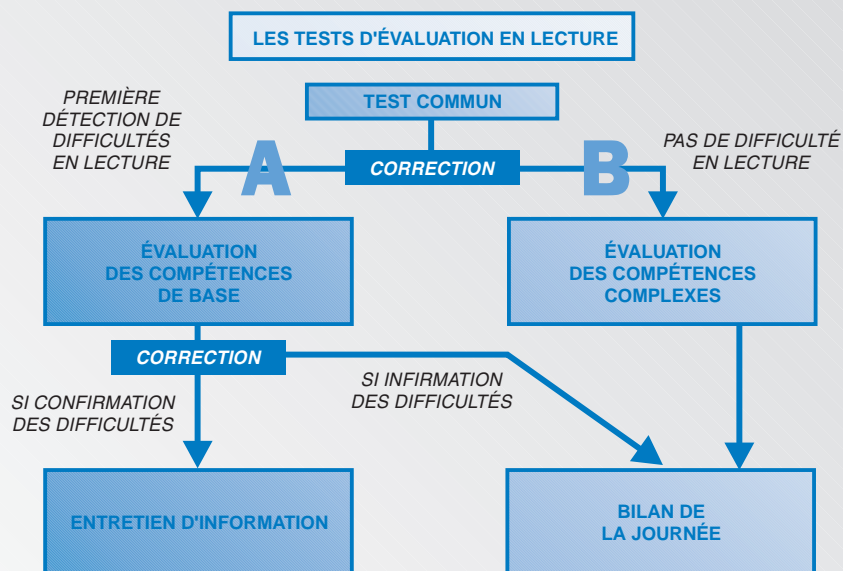 LES TESTS D'ÉVALUATION EN LECTURE
TEST COMMUN
PREMIÈRE
DÉTECTION DE
DIFFICULTÉS
EN LECTURE
A
CORRECTION
B
PAS DE DIFFICULTÉ
EN LECTURE
ÉVALUATION
DES COMPÉTENCES
DE BASE
ÉVALUATION
DES COMPÉTENCES
COMPLEXES
CORRECTION
SI CONFIRMATION
DES DIFFICULTÉS
SI INFIRMATION
DES DIFFICULTÉS
ENTRETIEN D'INFORMATION
BILAN DE
LA JOURNÉE